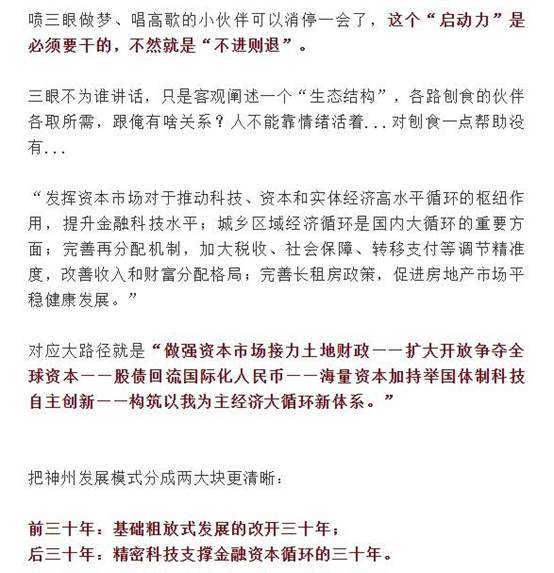 喷三眼做梦、唱高歌的小伙伴可以消停一会了，这个“启动力”是
必须要干的，不然就是“不进则退”。
三眼不为谁讲话，只是客观阐述一个“生态结构”，各路刨食的伙伴
各取所需，跟俺有啥关系？人不能靠情绪活着...对刨食一点帮助没
有...
“发挥资本市场对于推动科技、资本和实体经济高水平循环的枢纽作
用，提升金融科技水平；城乡区域经济循环是国内大循环的重要方
面；完善再分配机制，加大税收、社会保障、转移支付等调节精准
度，改善收入和财富分配格局；完善长租房政策，促进房地产市场平
稳健康发展。”
对应大路径就是“做强资本市场接力土地财政——扩大开放争夺全
球资本——股债回流国际化人民币——海量资本加持举国体制科技
自主创新——构筑以我为主经济大循环新体系。”
把神州发展模式分成两大块更清晰：
前三十年：基础粗放式发展的改开三十年；
后三十年：精密科技支撑金融资本循环的三十年。